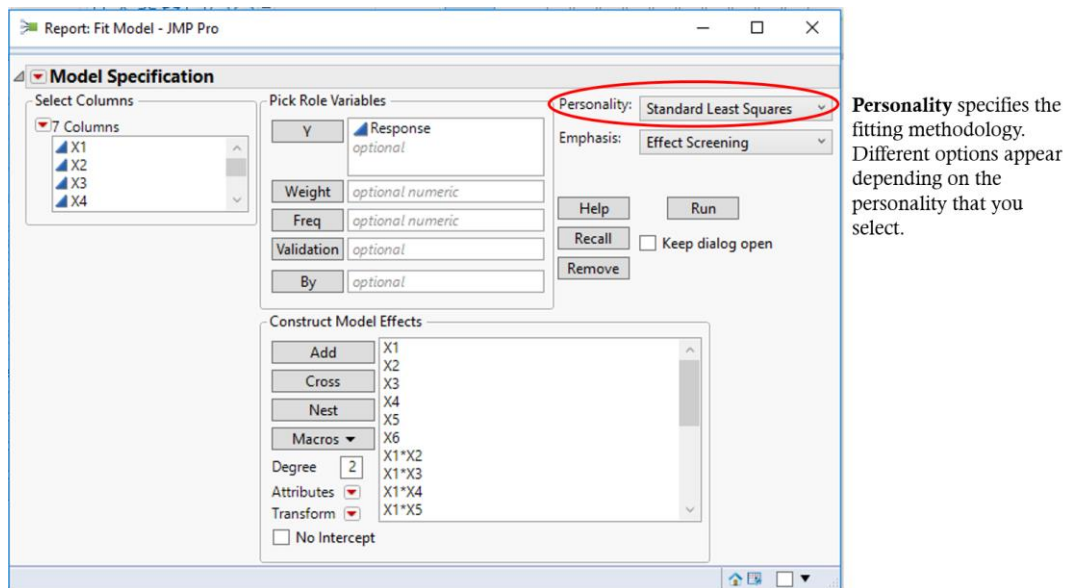 Report: Fit Model - JMP Pro
Model Specification
Select Columns
7 Columns
X1
X2
X3
X4
Pick Role Variables
Y
Response
optional
Weight
optional numeric
Freq
optional numeric
Validation
optional
By
optional
Personality:
Standard Least Squares
Emphasis:
Effect Screening
Help
Run
Recall
Keep dialog open
Remove
Construct Model Effects
Add
Cross
Nest
Macros
Degree
2
Attributes
Transform
No Intercept
X1
X2
X3
X4
X5
X6
X1*X2
X1*X3
X1*X4
X1*X5
Personality specifies the
fitting methodology.
Different options appear
depending on the
personality that you
select.